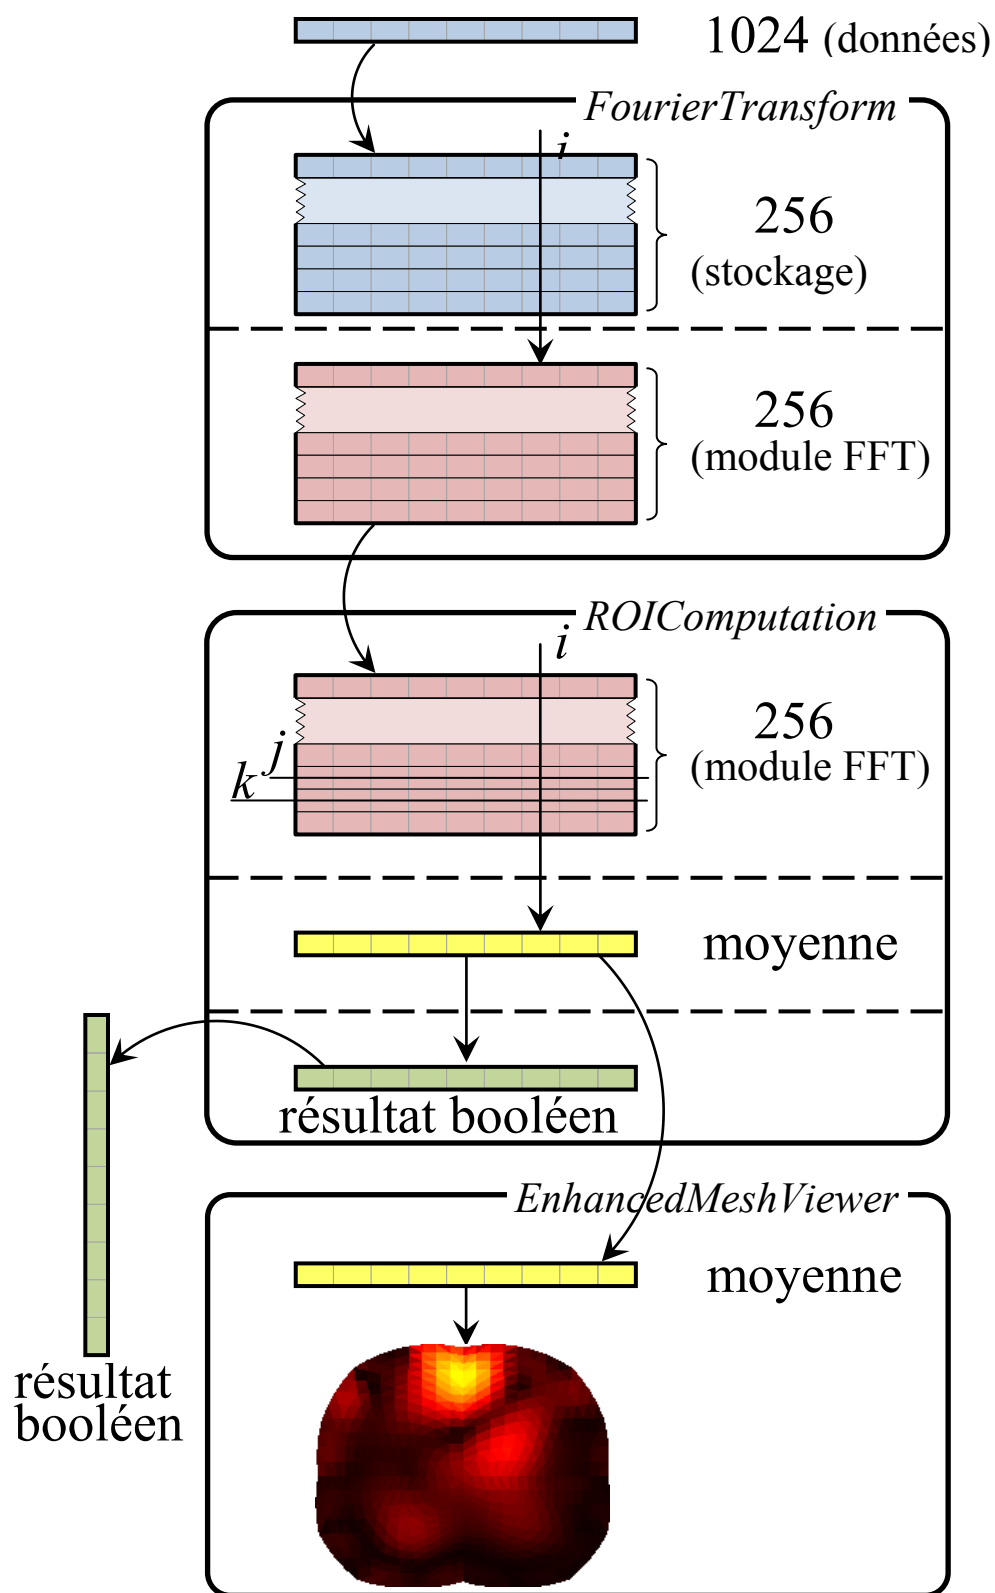 1024 (données)
FourierTransform
i
256
(stockage)
256
(module FFT)
ROIComputation
i
256
(module FFT)
j
k
moyenne
résultat booléen
EnhancedMeshViewer
moyenne
résultat
booléen